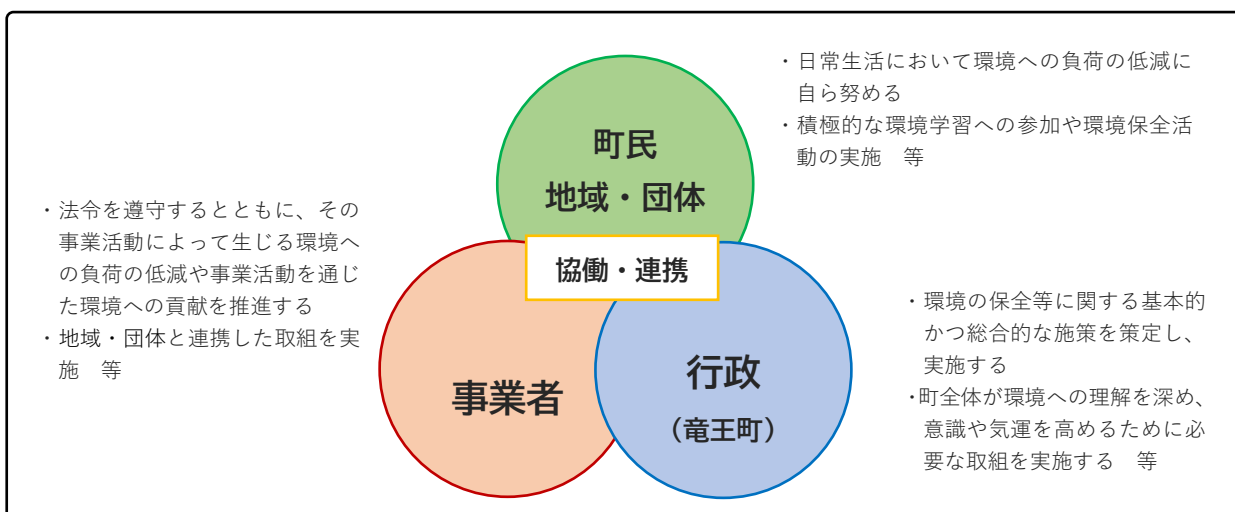 ・日常生活において環境への負荷の低減に
自ら努める
・積極的な環境学習への参加や環境保全活
動の実施　等
町民
地域・団体
・法令を遵守するとともに、その
事業活動によって生じる環境へ
の負荷の低減や事業活動を通じ
た環境への貢献を推進する
・地域・団体と連携した取組を実
施　等
協働・連携
事業者
行政
（竜王町）
・環境の保全等に関する基本的
かつ総合的な施策を策定し、
実施する
・町全体が環境への理解を深め、
意識や気運を高めるために必
要な取組を実施する　等